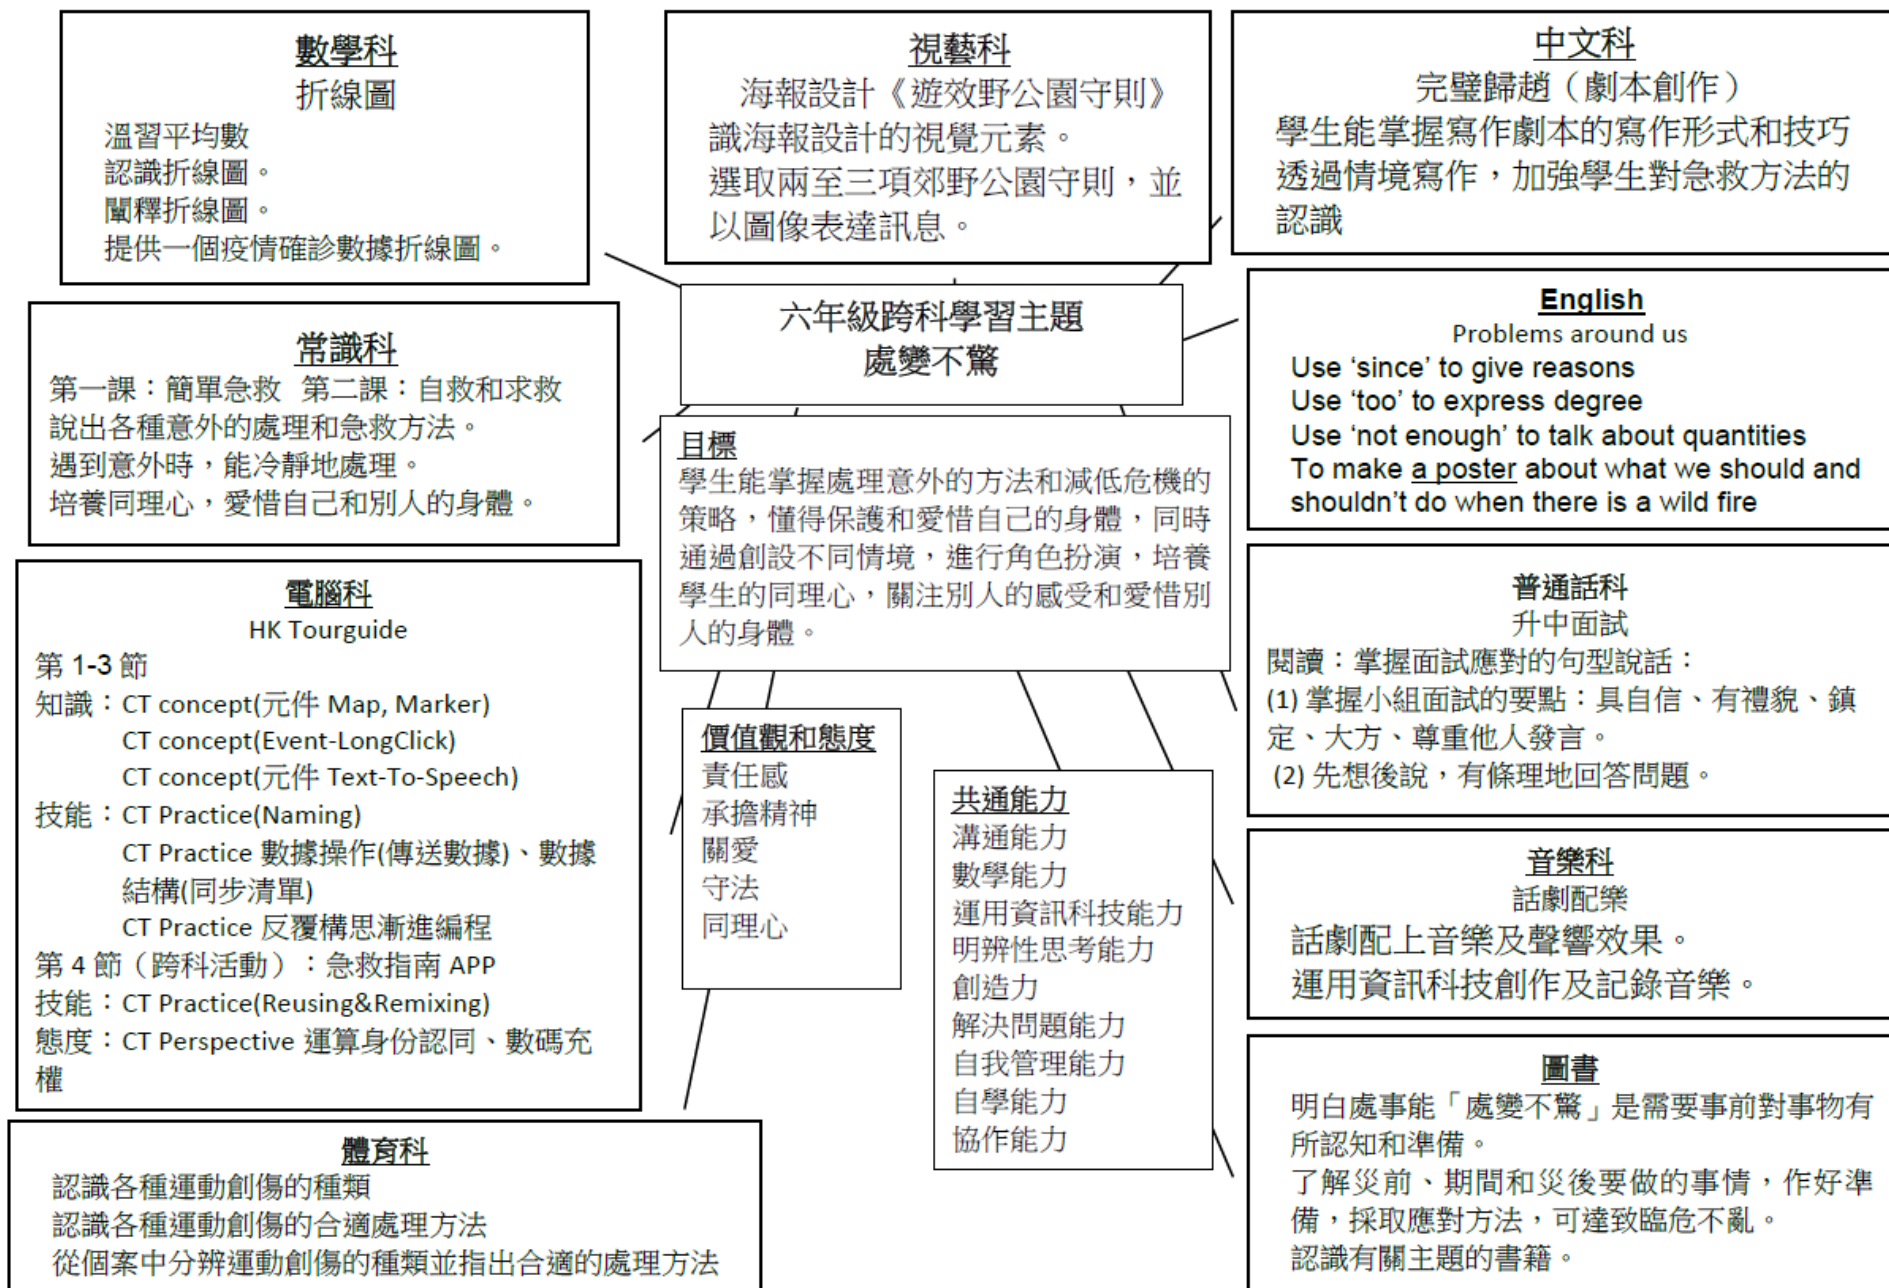 數學科
折線圖
溫習平均數
認識折線圖。
闡釋折線圖。
提供一個疫情確診數據折線圖。
視藝科
海報設計《遊效野公園守則》
識海報設計的視覺元素。
選取兩至三項郊野公園守則，並
以圖像表達訊息。
中文科
完璧歸趙（劇本創作）
學生能掌握寫作劇本的寫作形式和技巧
透過情境寫作，加強學生對急救方法的
認識
六年級跨科學習主題
處變不驚
常識科
第一課：簡單急救 第二課：自救和求救
說出各種意外的處理和急救方法。
遇到意外時，能冷靜地處理。
培養同理心，愛惜自己和別人的身體。
目標
學生能掌握處理意外的方法和減低危機的
策略，懂得保護和愛惜自己的身體，同時
通過創設不同情境，進行角色扮演，培養
學生的同理心，關注別人的感受和愛惜別
人的身體。
English
Problems around us
Use ‘since’ to give reasons
Use ‘too’ to express degree
Use ‘not enough’ to talk about quantities
To make a poster about what we should and
shouldn’t do when there is a wild fire
電腦科
HK Tourguide
第 1-3 節
知識：CT concept(元件 Map, Marker)
CT concept(Event-LongClick)
CT concept(元件 Text-To-Speech)
技能：CT Practice(Naming)
CT Practice 數據操作(傳送數據)、數據
結構(同步清單)
CT Practice 反覆構思漸進編程
第 4 節（跨科活動）：急救指南 APP
技能：CT Practice(Reusing&Remixing)
態度：CT Perspective 運算身份認同、數碼充
權
價值觀和態度
責任感
承擔精神
關愛
守法
同理心
共通能力
溝通能力
數學能力
運用資訊科技能力
明辨性思考能力
創造力
解決問題能力
自我管理能力
自學能力
協作能力
普通話科
升中面試
閱讀：掌握面試應對的句型說話：
(1) 掌握小組面試的要點：具自信、有禮貌、鎮
定、大方、尊重他人發言。
(2) 先想後說，有條理地回答問題。
音樂科
話劇配樂
話劇配上音樂及聲響效果。
運用資訊科技創作及記錄音樂。
體育科
認識各種運動創傷的種類
認識各種運動創傷的合適處理方法
從個案中分辨運動創傷的種類並指出合適的處理方法
圖書
明白處事能「處變不驚」是需要事前對事物有
所認知和準備。
了解災前、期間和災後要做的事情，作好準
備，採取應對方法，可達致臨危不亂。
認識有關主題的書籍。